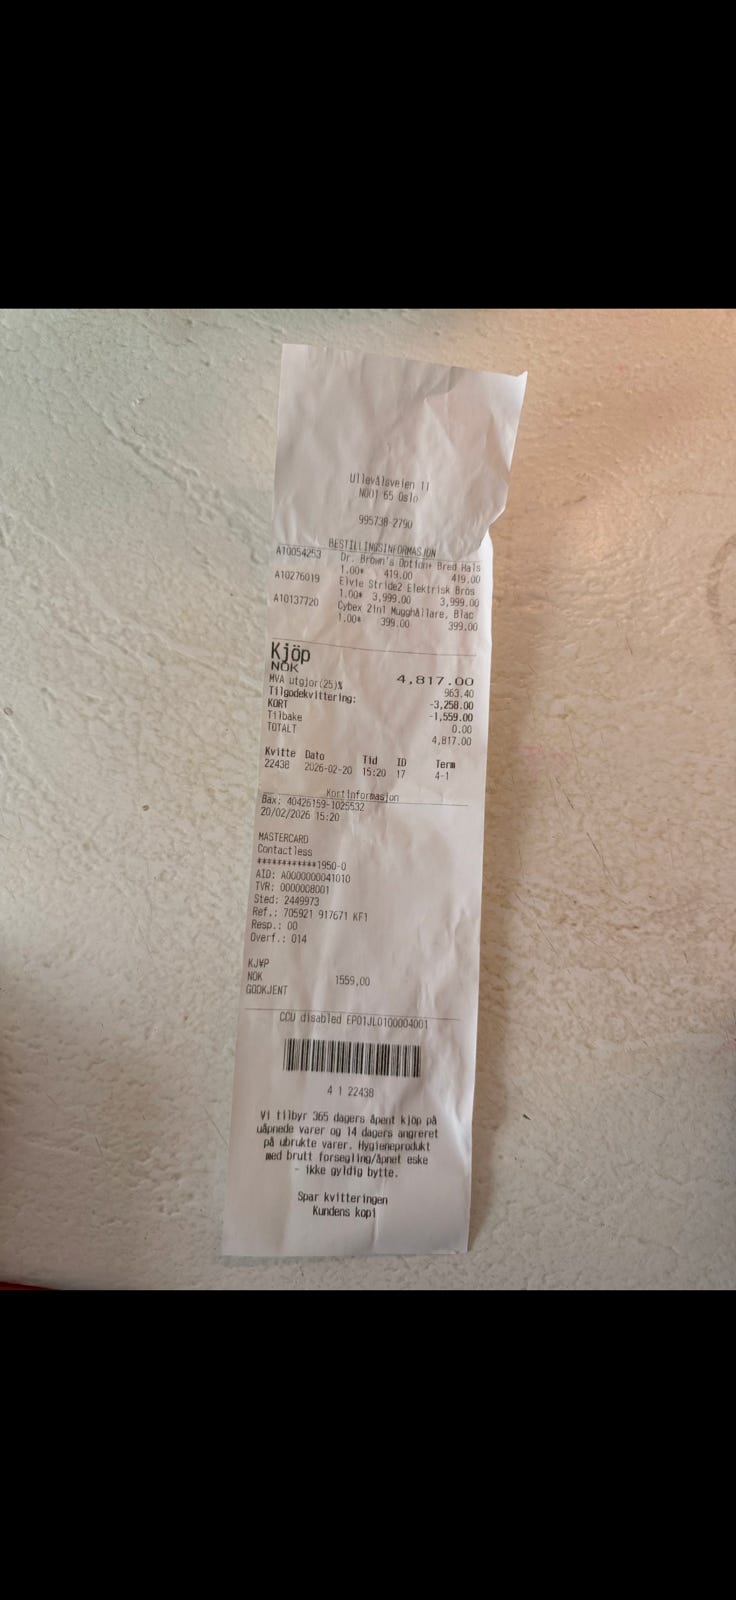 Ullevålsveien 11
N001 65 Oslo
995738-2790
BESTILLINGSINFORMASJON
A10054253 Dr. Brown's Option+ Bred Hals
1.00* 419.00 419.00
A10276019 Elvie Stride2 Elektrisk Brös
1.00* 3,999.00 3,999.00
A10137720 Cybex 2in1 Mugghållare, Blac
1.00* 399.00 399.00
Kjöp
NOK 4,817.00
MVA utgjor(25)% 963.40
Tilgodekvittering: -3,258.00
KORT -1,559.00
Tilbake 0.00
TOTALT 4,817.00
Kvitte Dato Tid ID Term
22438 2026-02-20 15:20 17 4-1
Kortinformasjon
Bax: 40426159-1025532
20/02/2026 15:20
MASTERCARD
Contactless
************1950-0
AID: A0000000041010
TVR: 0000008001
Sted: 2449973
Ref.: 705921 917671 KF1
Resp.: 00
Overf.: 014
KJ¥P
NOK 1559,00
GODKJENT
CCU disabled EP01JL0100004001
4 1 22438
Vi tilbyr 365 dagers åpent kjöp på
uåpnede varer og 14 dagers angreret
på ubrukte varer. Hygieneprodukt
med brutt forsegling/åpnet eske
- ikke gyldig bytte.
Spar kvitteringen
Kundens kopi